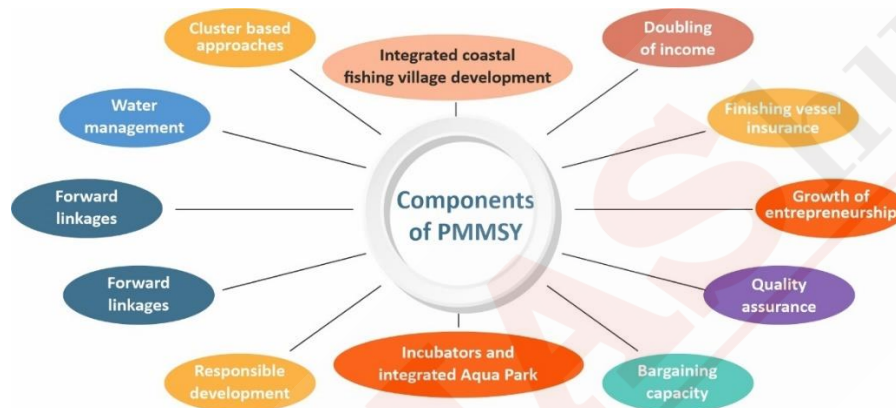 Cluster based
approaches
Integrated coastal
fishing village development
Doubling
of income
Water
management
Finishing vessel
insurance
Forward
linkages
Components
of PMMSY
Growth of
entrepreneurship
Forward
linkages
Quality
assurance
Responsible
development
Incubators and
integrated Aqua Park
Bargaining
capacity